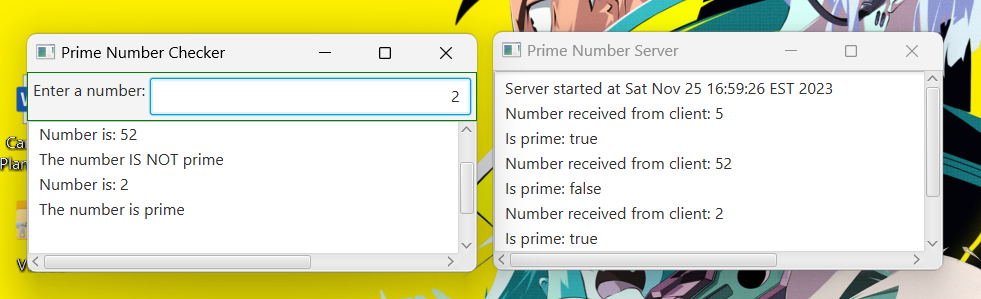 Prime Number Checker
Enter a number: 2
Number is: 52
The number IS NOT prime
Number is: 2
The number is prime
Prime Number Server
Server started at Sat Nov 25 16:59:26 EST 2023
Number received from client: 5
Is prime: true
Number received from client: 52
Is prime: false
Number received from client: 2
Is prime: true